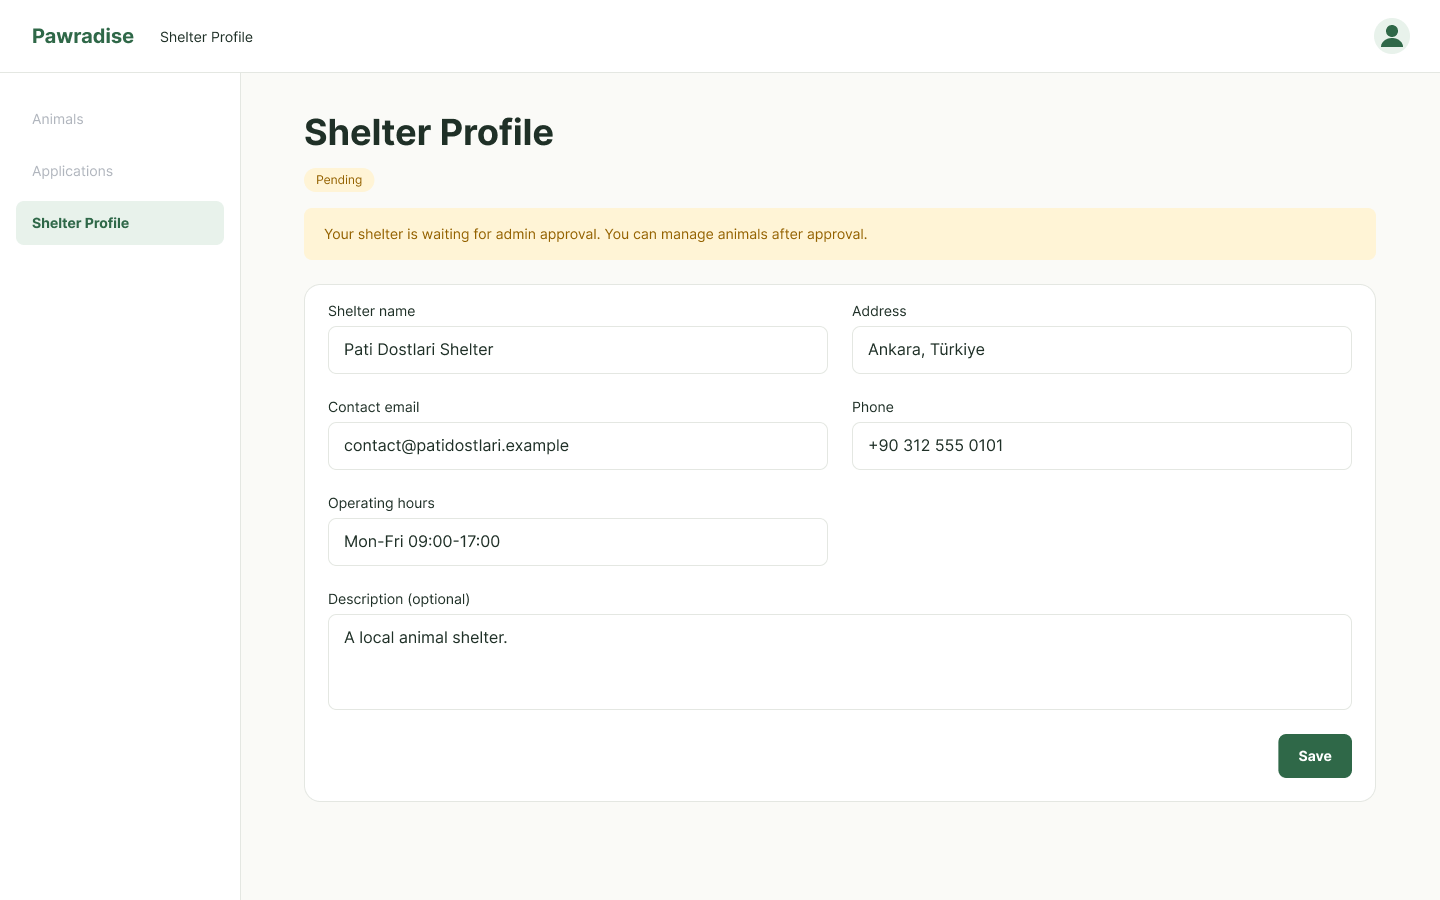 Pawradise
Shelter Profile
Animals
Applications
Shelter Profile
Shelter Profile
Pending
Your shelter is waiting for admin approval. You can manage animals after approval.
Shelter name
Pati Dostlari Shelter
Address
Ankara, Türkiye
Contact email
contact@patidostlari.example
Phone
+90 312 555 0101
Operating hours
Mon-Fri 09:00-17:00
Description (optional)
A local animal shelter.
Save